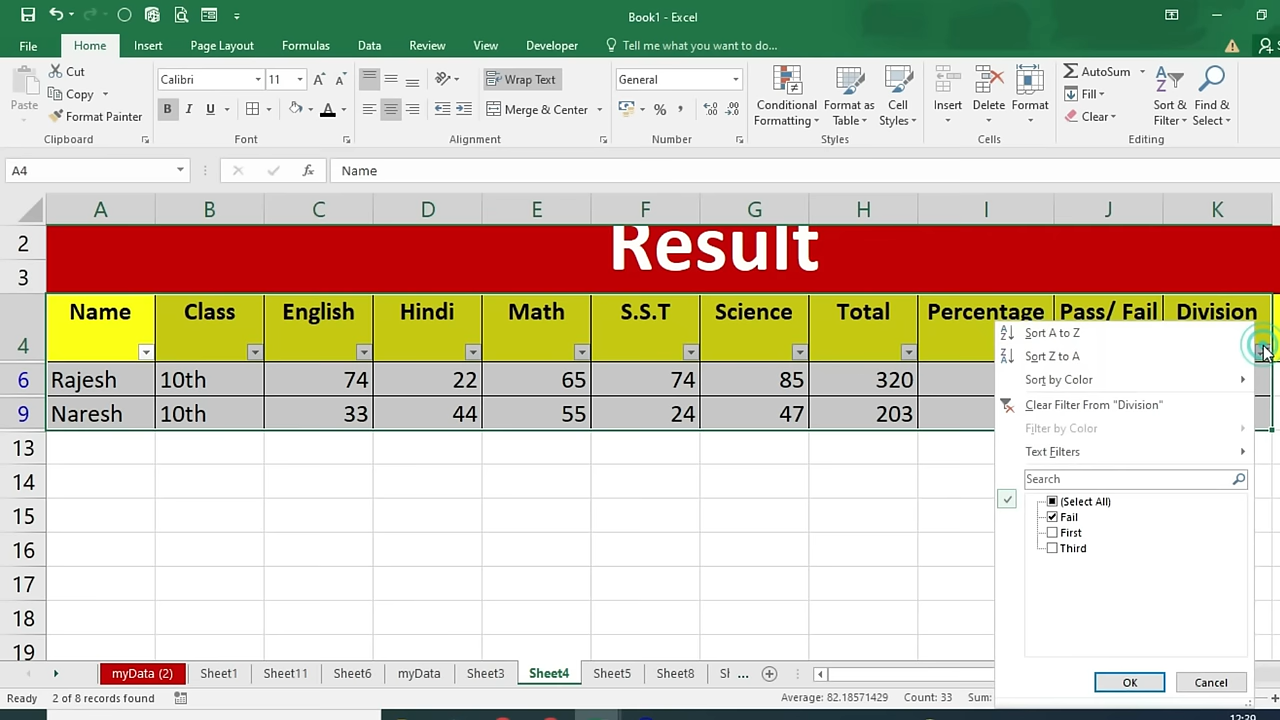 Book1 - Excel
File Home Insert Page Layout Formulas Data Review View Developer Tell me what you want to do...
Cut
Copy
Format Painter
Paste
Clipboard
Calibri 11
B I U
Font
Wrap Text
Merge & Center
Alignment
General
Number
Conditional Formatting
Format as Table
Cell Styles
Styles
Insert Delete Format
Cells
AutoSum
Fill
Clear
Sort & Filter
Find & Select
Editing
A4 fx Name
A B C D E F G H I J K
2 Result
3
4 Name Class English Hindi Math S.S.T Science Total Percentage Pass/ Fail Division
6 Rajesh 10th 74 22 65 74 85 320
9 Naresh 10th 33 44 55 24 47 203
13
14
15
16
17
18
19
Sort A to Z
Sort Z to A
Sort by Color
Clear Filter From "Division"
Filter by Color
Text Filters
Search
(Select All)
Fail
First
Third
OK Cancel
myData (2) Sheet1 Sheet11 Sheet6 myData Sheet3 Sheet4 Sheet5 Sheet8 ...
Ready 2 of 8 records found Average: 82.18571429 Count: 33 Sum: